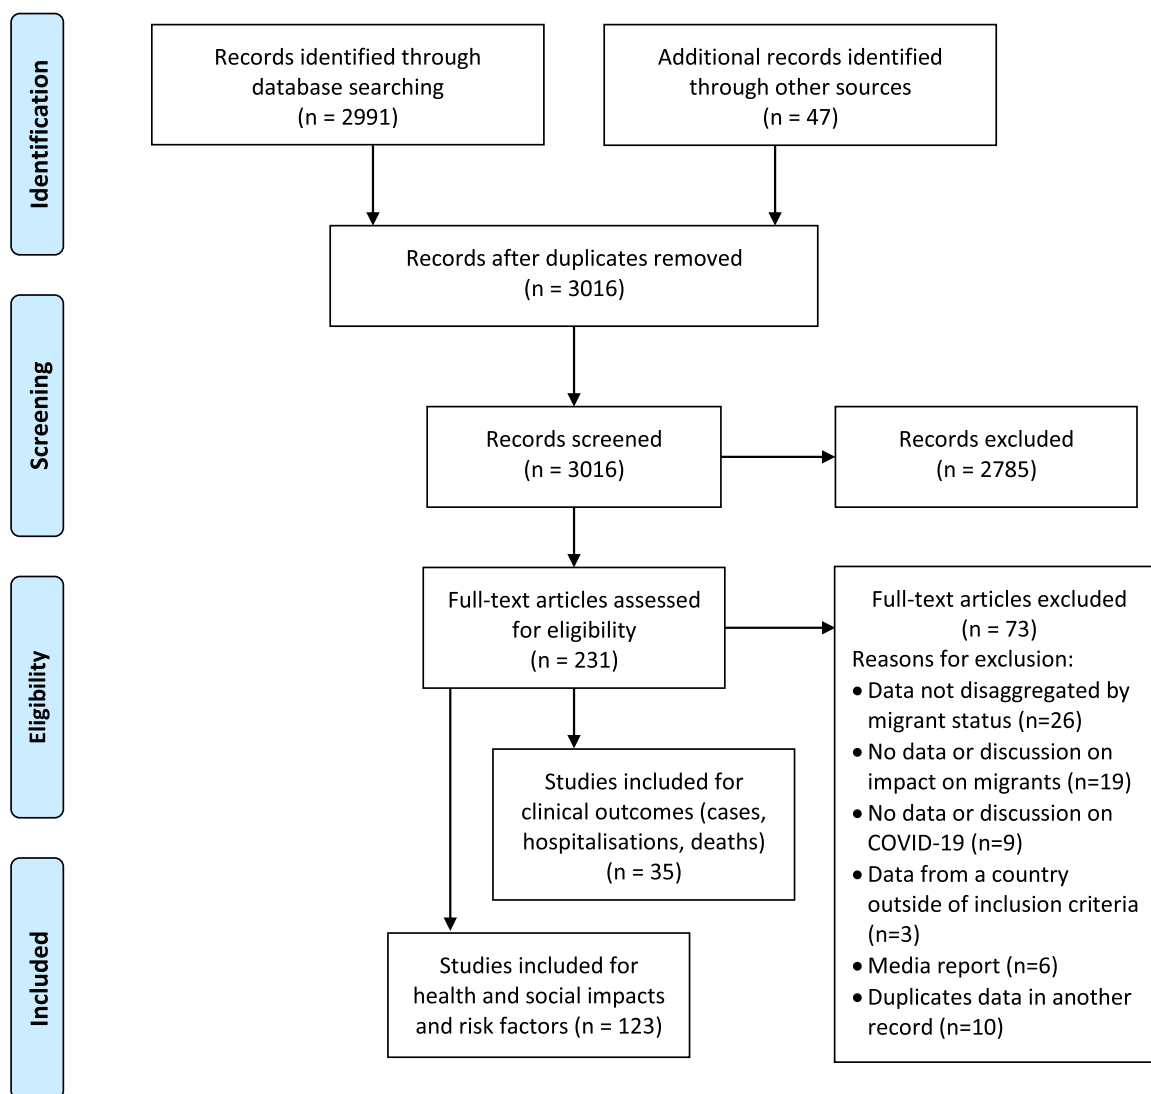 Identification
Records identified through
database searching
(n = 2991)
Additional records identified
through other sources
(n = 47)
Records after duplicates removed
(n = 3016)
Screening
Records screened
(n = 3016)
Records excluded
(n = 2785)
Eligibility
Full-text articles assessed
for eligibility
(n = 231)
Full-text articles excluded
(n = 73)
Reasons for exclusion:
• Data not disaggregated by
migrant status (n=26)
• No data or discussion on
impact on migrants (n=19)
• No data or discussion on
COVID-19 (n=9)
• Data from a country
outside of inclusion criteria
(n=3)
• Media report (n=6)
• Duplicates data in another
record (n=10)
Studies included for
clinical outcomes (cases,
hospitalisations, deaths)
(n = 35)
Included
Studies included for
health and social impacts
and risk factors (n = 123)